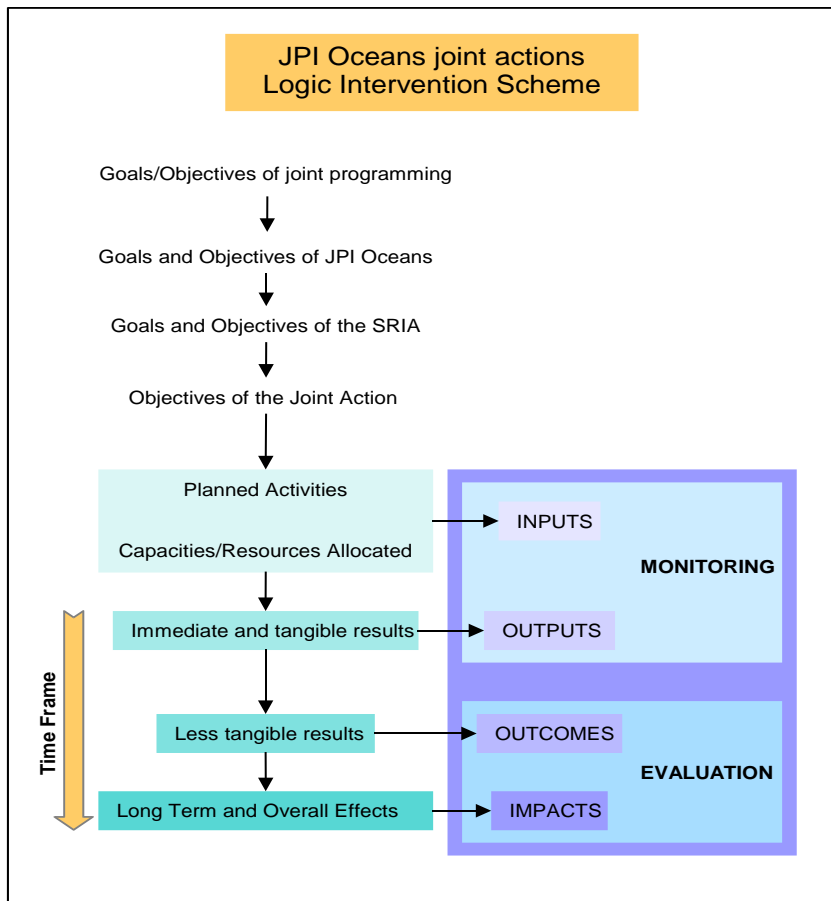 JPI Oceans joint actions
Logic Intervention Scheme
Goals/Objectives of joint programming
Goals and Objectives of JPI Oceans
Goals and Objectives of the SRIA
Objectives of the Joint Action
Planned Activities
Capacities/Resources Allocated
INPUTS
MONITORING
Immediate and tangible results
OUTPUTS
Time Frame
Less tangible results
OUTCOMES
EVALUATION
Long Term and Overall Effects
IMPACTS